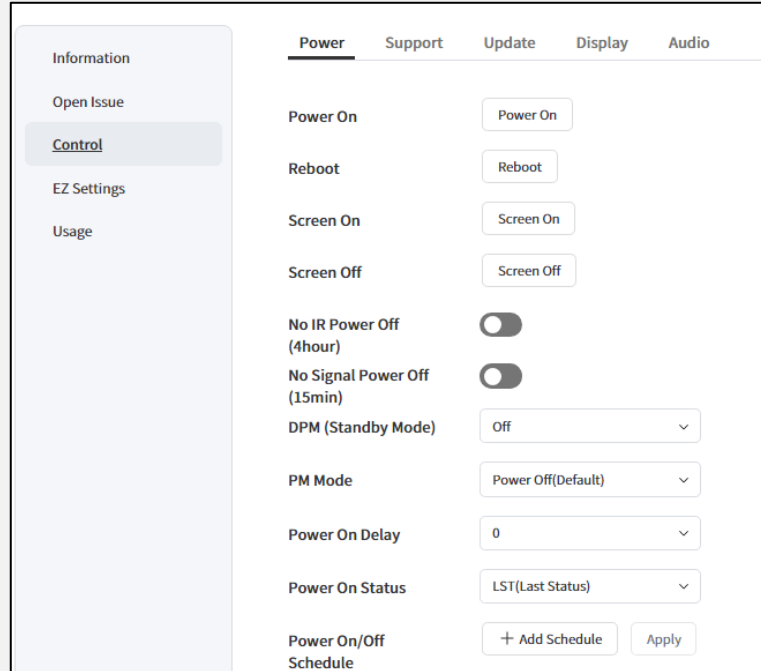 Information
Open Issue
Control
EZ Settings
Usage
Power Support Update Display Audio
Power On Power On
Reboot Reboot
Screen On Screen On
Screen Off Screen Off
No IR Power Off
(4hour)
No Signal Power Off
(15min)
DPM (Standby Mode) Off
PM Mode Power Off(Default)
Power On Delay 0
Power On Status LST(Last Status)
Power On/Off
Schedule
+ Add Schedule Apply